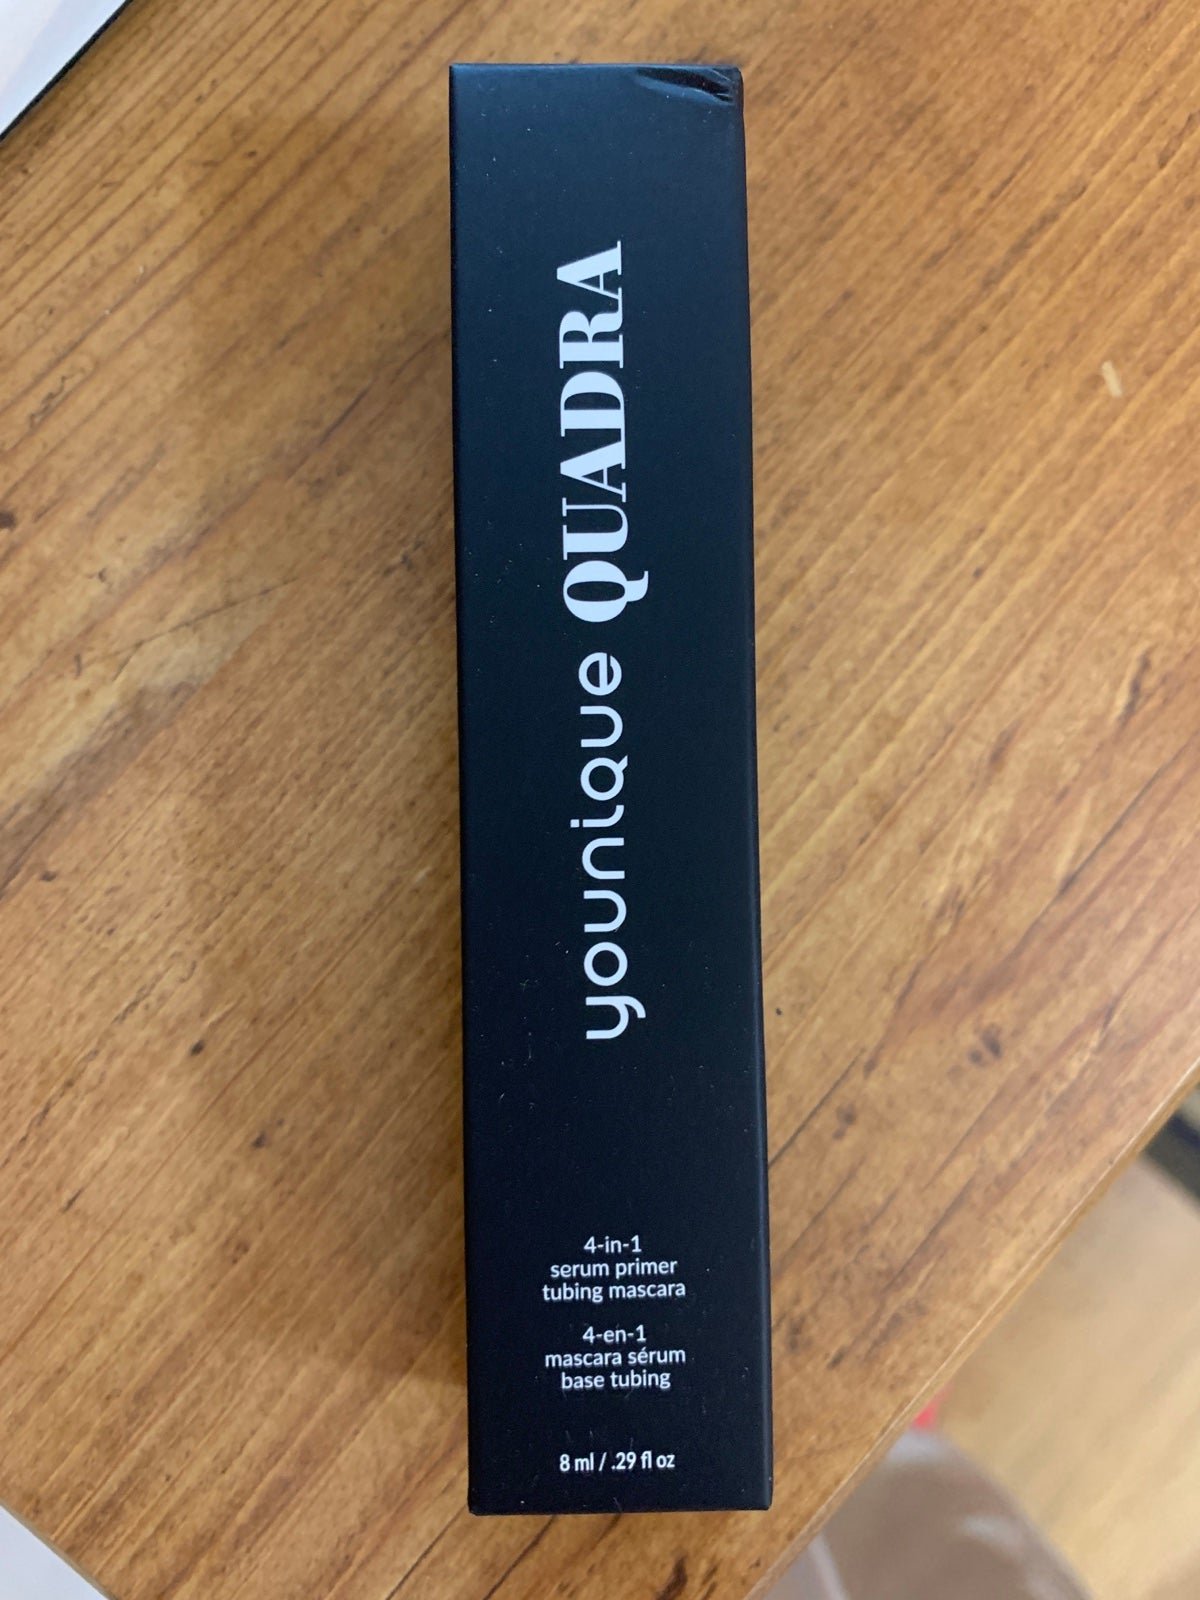 younique QUADRA
4-in-1
serum primer
tubing mascara
4-en-1
mascara sérum
base tubing
8 ml / .29 fl oz